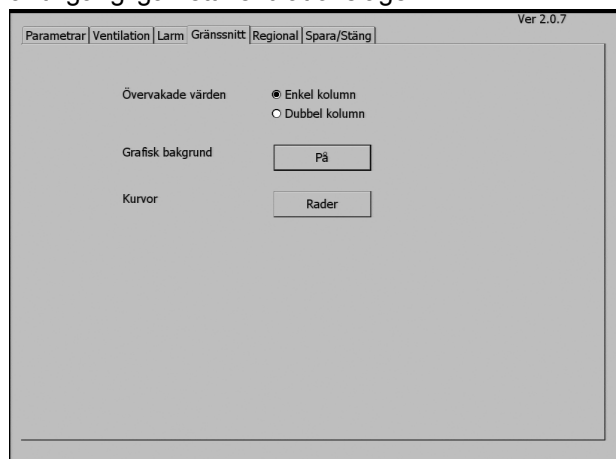 Ver 2.0.7
Parametrar Ventilation Larm Gränssnitt Regional Spara/Stäng
Övervakade värden Enkel kolumn
Dubbel kolumn
Grafisk bakgrund På
Kurvor Rader